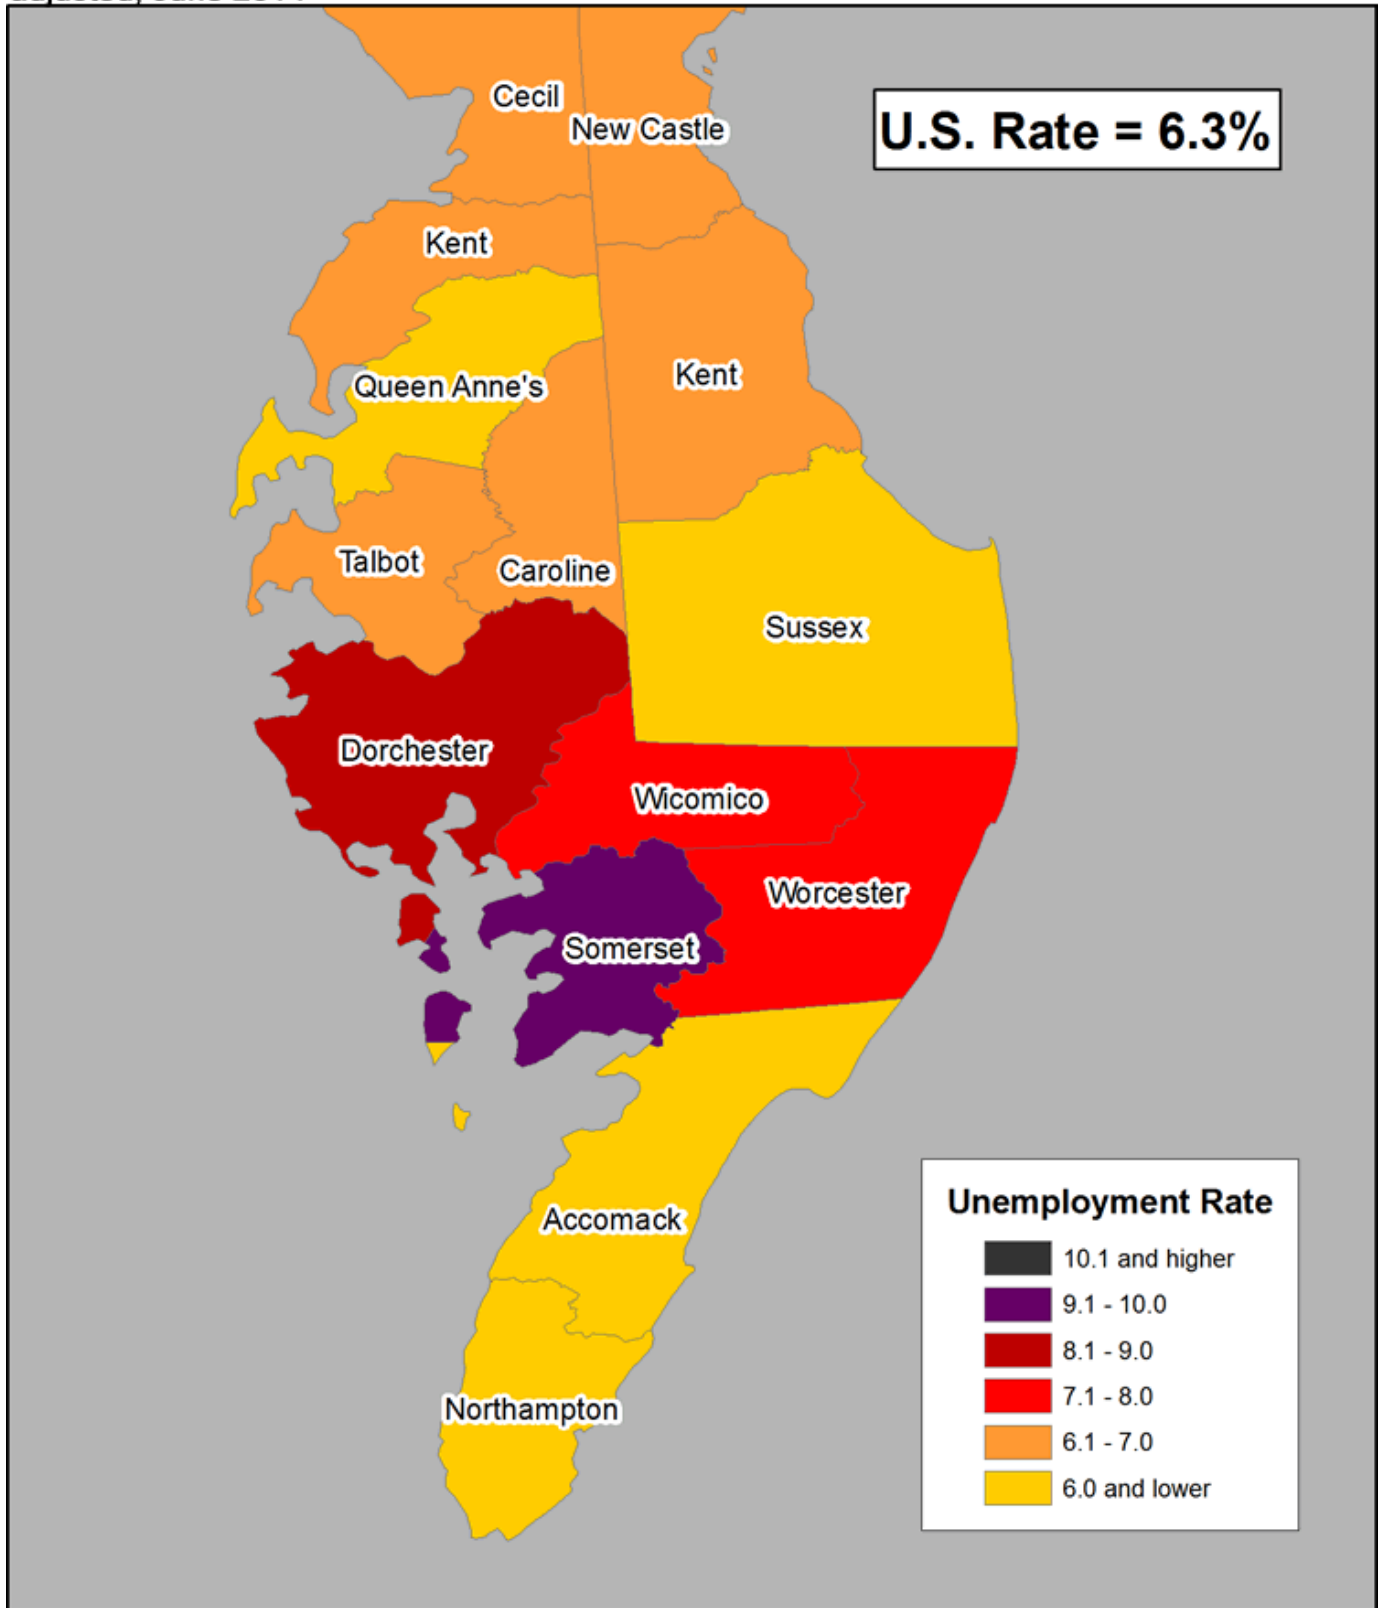 Cecil
New Castle
U.S. Rate = 6.3%
Kent
Kent
Queen Anne's
Talbot
Caroline
Sussex
Dorchester
Wicomico
Worcester
Somerset
Accomack
Northampton
Unemployment Rate
10.1 and higher
9.1 - 10.0
8.1 - 9.0
7.1 - 8.0
6.1 - 7.0
6.0 and lower